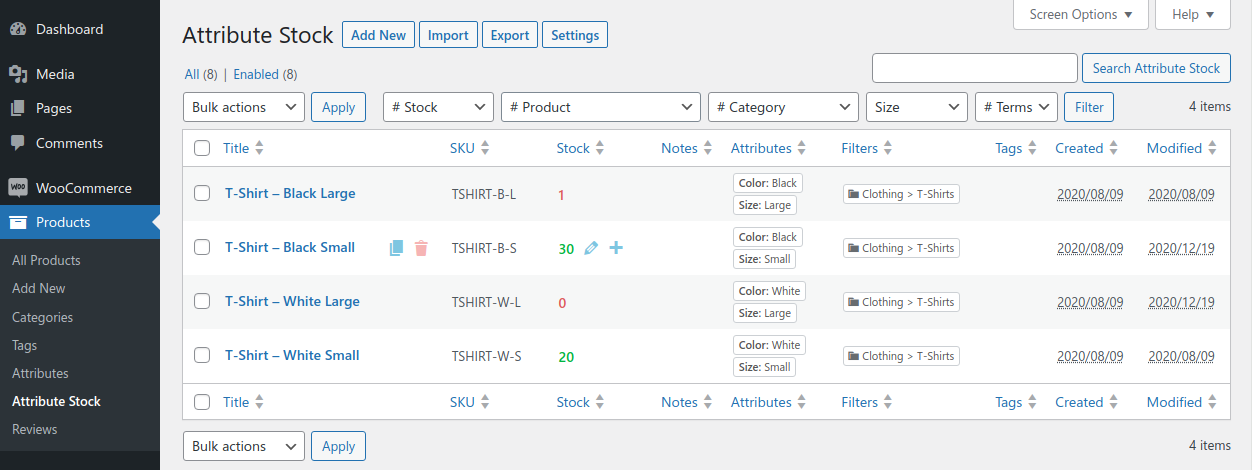 Dashboard
Media
Pages
Comments
WooCommerce
Products
All Products
Add New
Categories
Tags
Attributes
Attribute Stock
Reviews
Screen Options Help
Attribute Stock Add New Import Export Settings
All (8) | Enabled (8)
Search Attribute Stock
Bulk actions Apply # Stock # Product # Category Size # Terms Filter 4 items
Title SKU Stock Notes Attributes Filters Tags Created Modified
T-Shirt – Black Large TSHIRT-B-L 1 Color: Black Clothing > T-Shirts 2020/08/09 2020/08/09
Size: Large
T-Shirt – Black Small TSHIRT-B-S 30 Color: Black Clothing > T-Shirts 2020/08/09 2020/12/19
Size: Small
T-Shirt – White Large TSHIRT-W-L 0 Color: White Clothing > T-Shirts 2020/08/09 2020/12/19
Size: Large
T-Shirt – White Small TSHIRT-W-S 20 Color: White Clothing > T-Shirts 2020/08/09 2020/08/09
Size: Small
Title SKU Stock Notes Attributes Filters Tags Created Modified
Bulk actions Apply 4 items